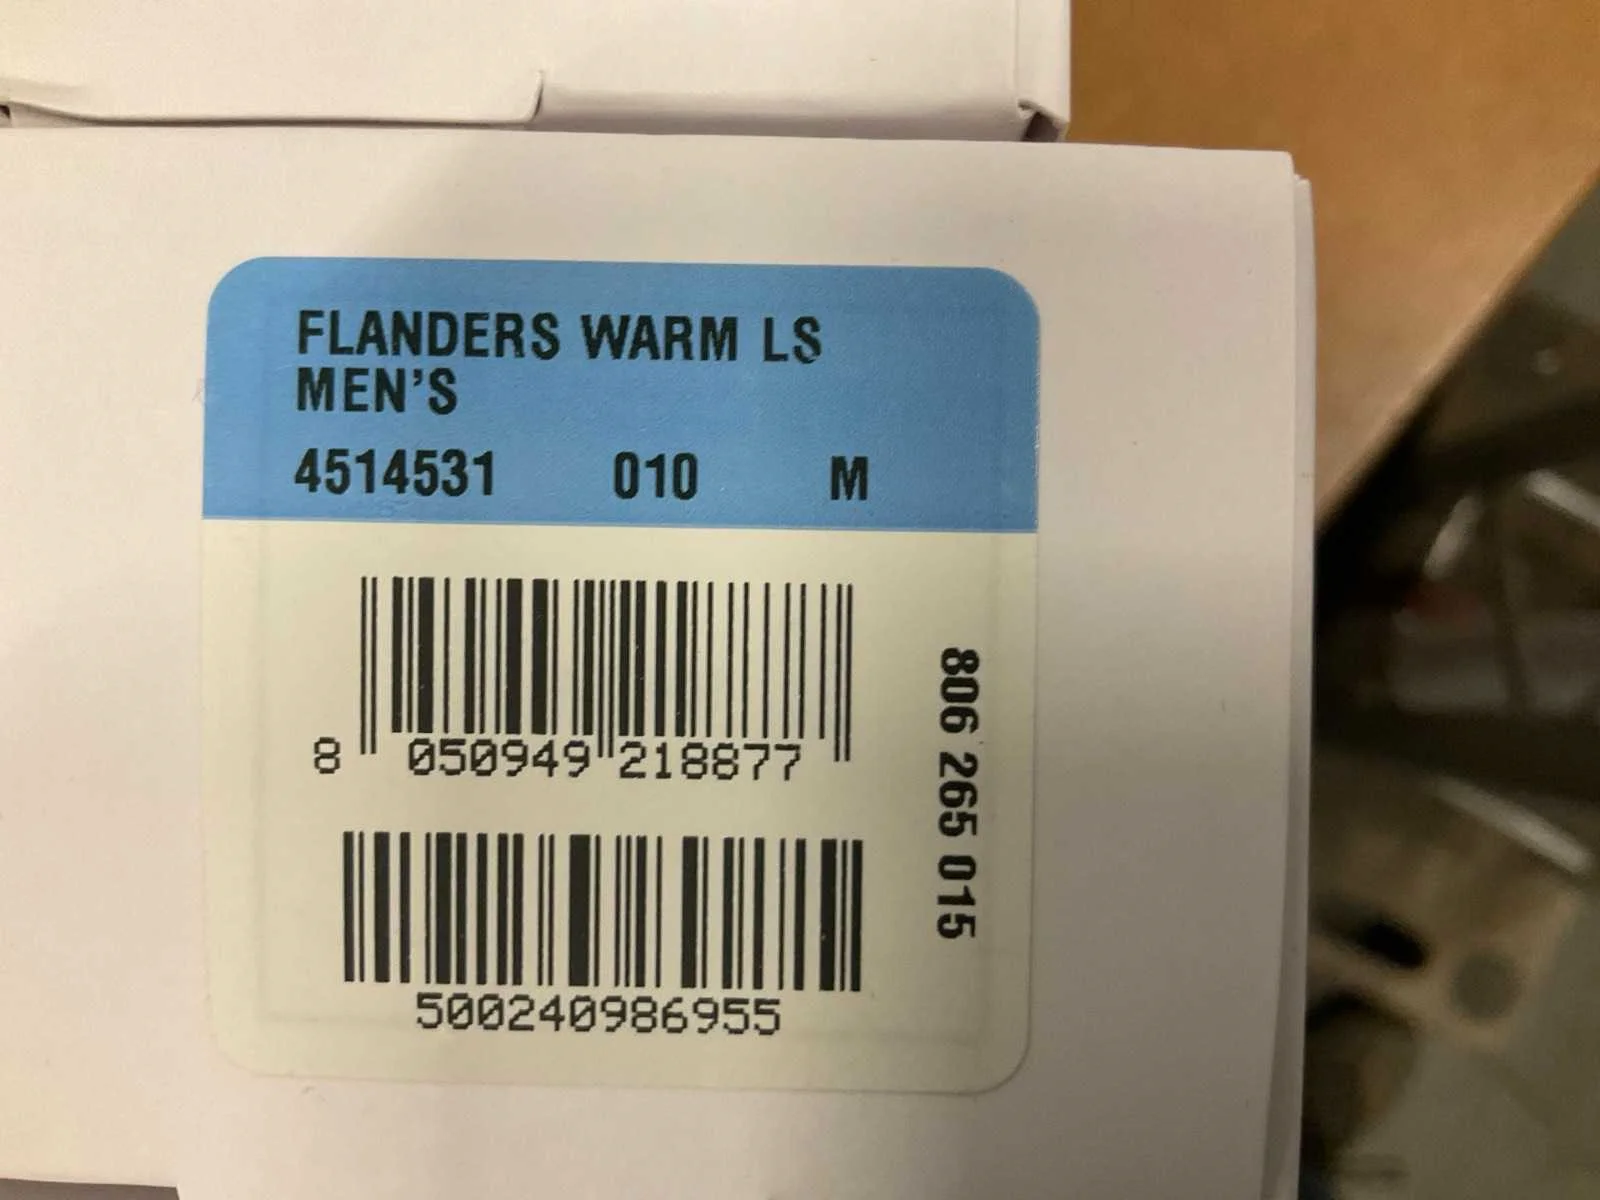 FLANDERS WARM LS
MEN'S
4514531 010 M
8 050949 218877
806 265 015
500240986955